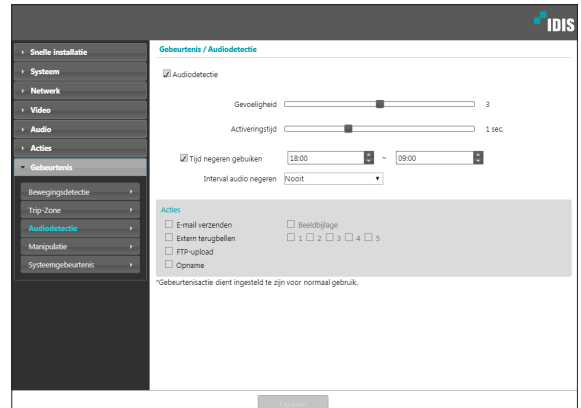 IDIS
Snelle installatie
Systeem
Netwerk
Video
Audio
Acties
Gebeurtenis
Bewegingsdetectie
Trip-Zone
Audiodetectie
Manipulatie
Systeemgebeurtenis
Gebeurtenis / Audiodetectie
Audiodetectie
Gevoeligheid 3
Activeringstijd 1 sec.
Tijd negeren gebuiken 18:00 ~ 09:00
Interval audio negeren Nooit
Acties
E-mail verzenden Beeldbijlage
Extern terugbellen 1 2 3 4 5
FTP-upload
Opname
*Gebeurtenisactie dient ingesteld te zijn voor normaal gebruik.